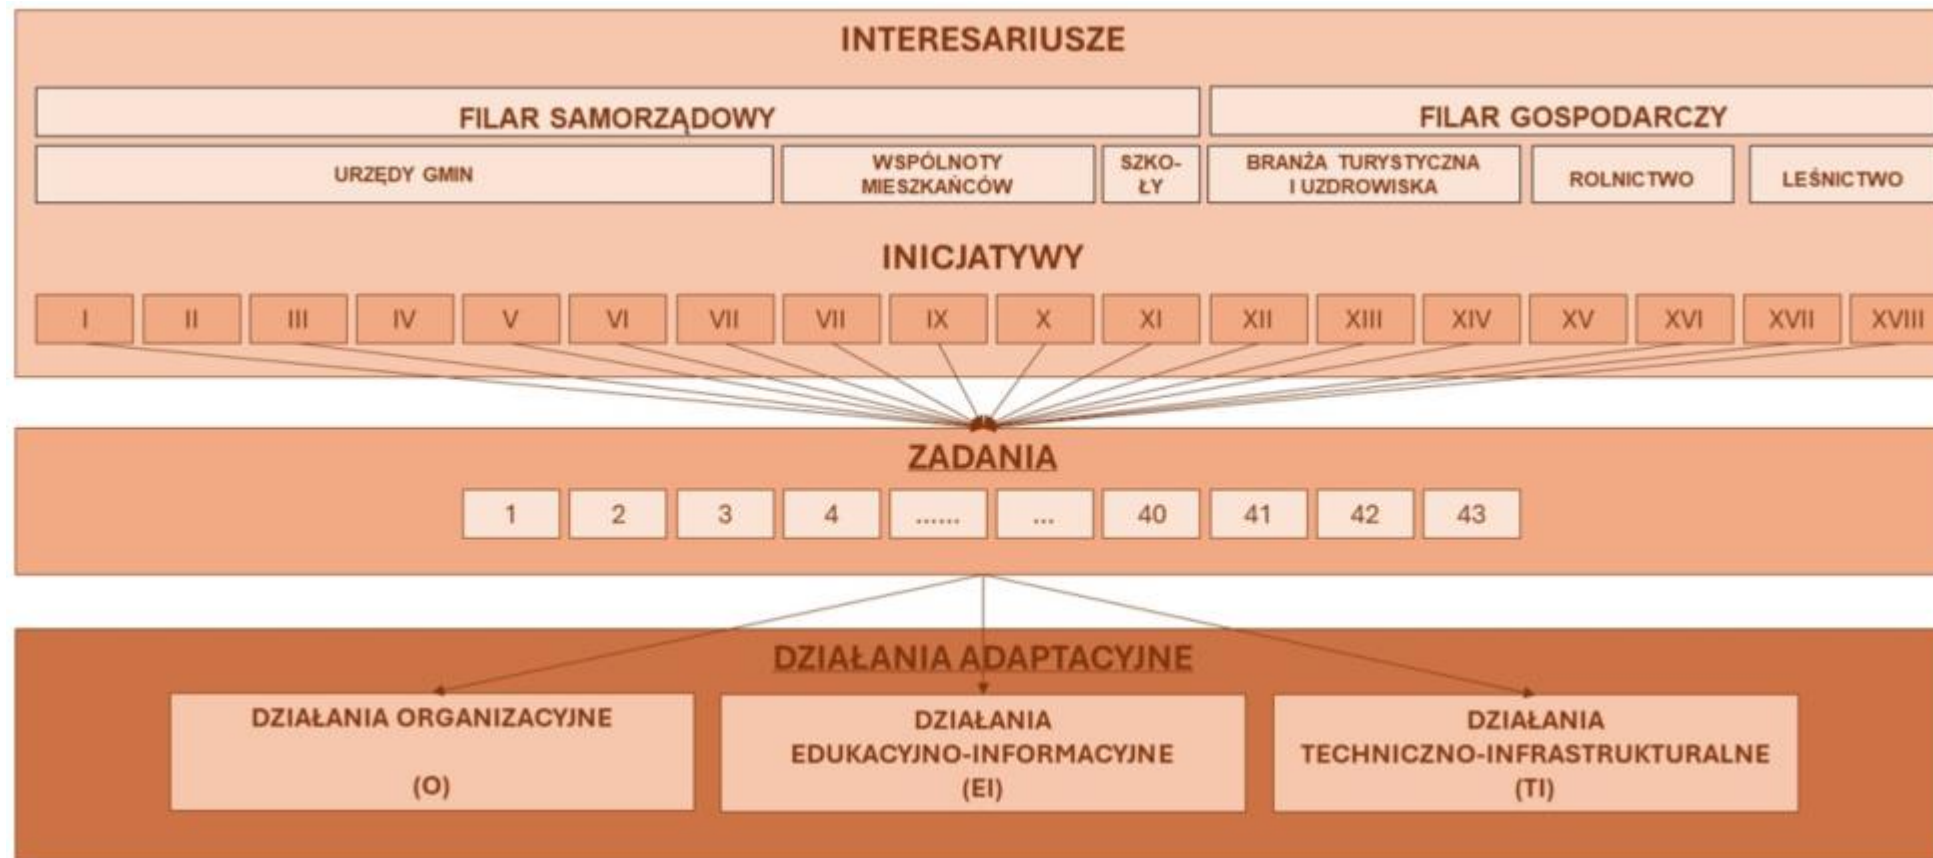 INTERESARIUSZE
FILAR SAMORZĄDOWY
FILAR GOSPODARCZY
URZĘDY GMIN
WSPÓLNOTY
MIESZKAŃCÓW
SZKO-
ŁY
BRANŻA TURYSTYCZNA
I UZDROWISKA
ROLNICTWO
LEŚNICTWO
INICJATYWY
I II III IV V VI VII VII IX X XI XII XIII XIV XV XVI XVII XVIII
ZADANIA
1 2 3 4 ...... ... 40 41 42 43
DZIAŁANIA ADAPTACYJNE
DZIAŁANIA ORGANIZACYJNE
(O)
DZIAŁANIA
EDUKACYJNO-INFORMACYJNE
(EI)
DZIAŁANIA
TECHNICZNO-INFRASTRUKTURALNE
(TI)